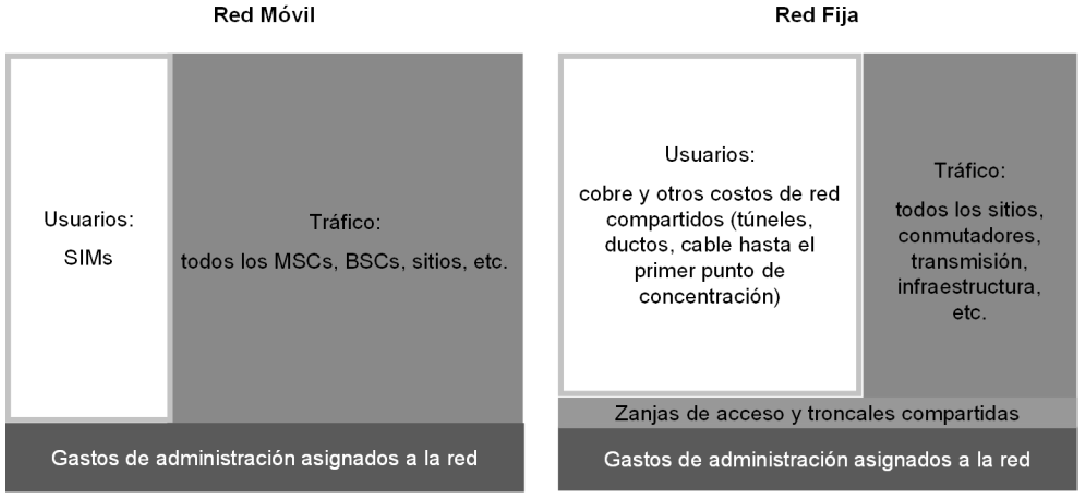 Red Móvil
Usuarios:
SIMs
Tráfico:
todos los MSCs, BSCs, sitios, etc.
Gastos de administración asignados a la red
Red Fija
Usuarios:
cobre y otros costos de red
compartidos (túneles,
ductos, cable hasta el
primer punto de
concentración)
Tráfico:
todos los sitios,
conmutadores,
transmisión,
infraestructura,
etc.
Zanjas de acceso y troncales compartidas
Gastos de administración asignados a la red